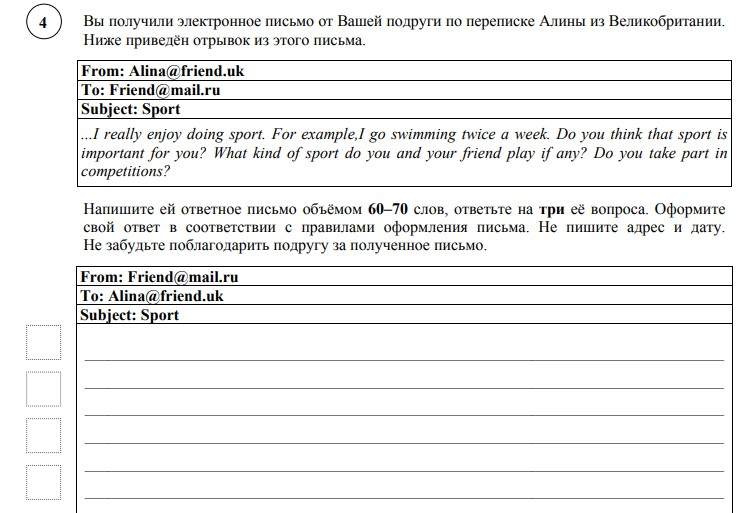 4
Вы получили электронное письмо от Вашей подруги по переписке Алины из Великобритании.
Ниже приведён отрывок из этого письма.
From: Alina@friend.uk
To: Friend@mail.ru
Subject: Sport
...I really enjoy doing sport. For example,I go swimming twice a week. Do you think that sport is
important for you? What kind of sport do you and your friend play if any? Do you take part in
competitions?
Напишите ей ответное письмо объёмом 60–70 слов, ответьте на три её вопроса. Оформите
свой ответ в соответствии с правилами оформления письма. Не пишите адрес и дату.
Не забудьте поблагодарить подругу за полученное письмо.
From: Friend@mail.ru
To: Alina@friend.uk
Subject: Sport